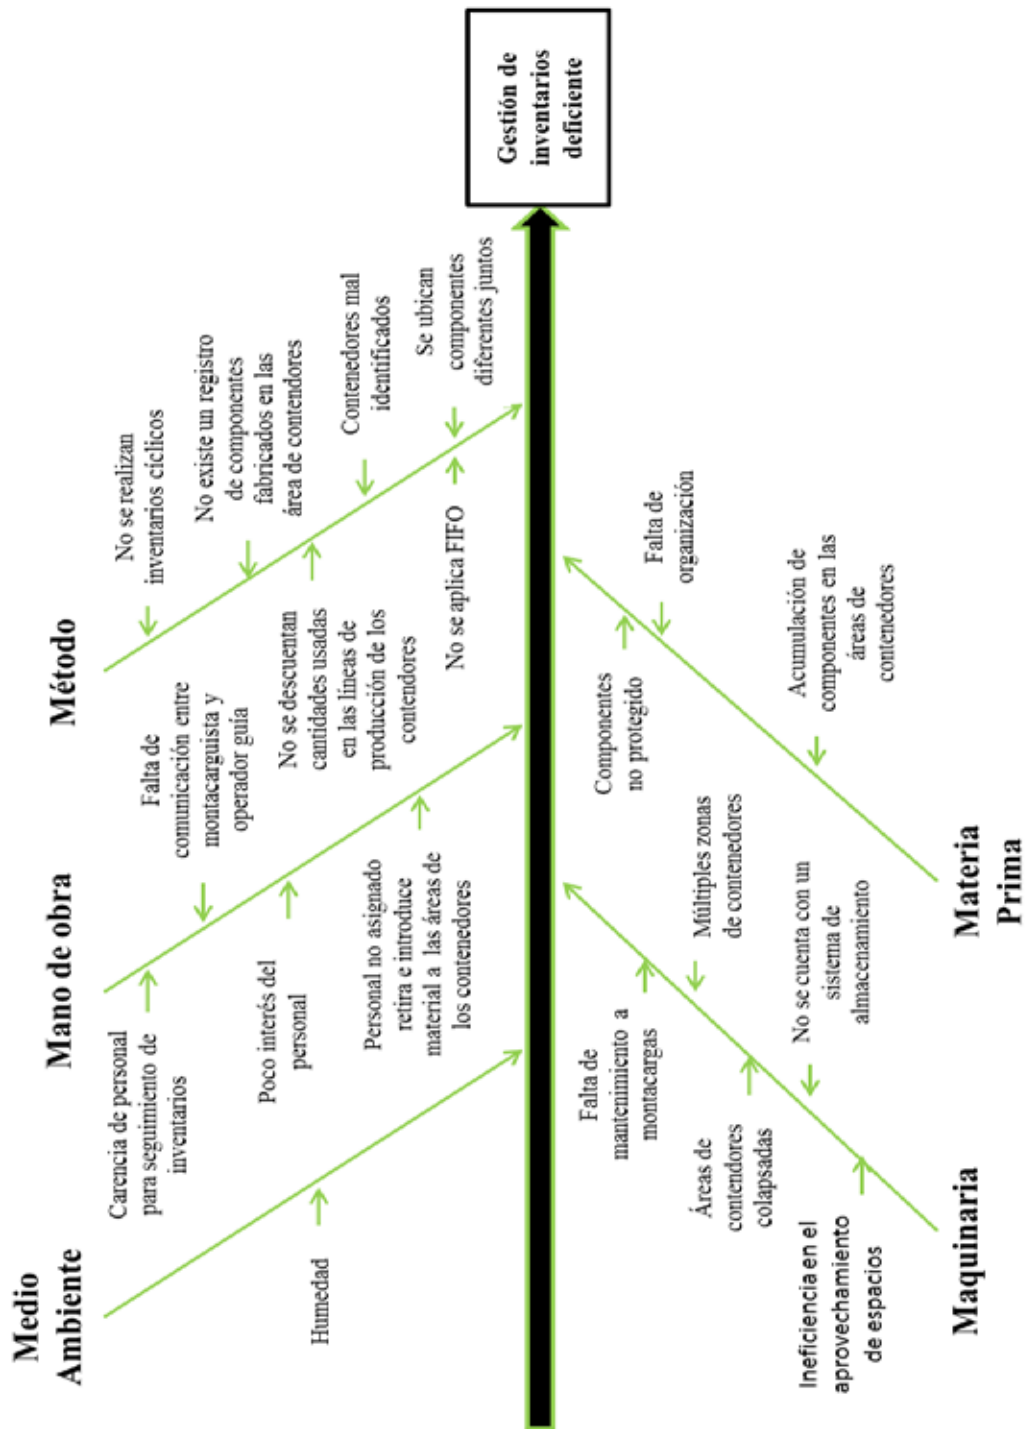 Medio
Ambiente
Humedad
Mano de obra
Carencia de personal
para seguimiento de
inventarios
Falta de
comunicación entre
montacarguista y
operador guía
Poco interés del
personal
Personal no asignado
retira e introduce
material a las áreas de
los contenedores
Método
No se realizan
inventarios cíclicos
No existe un registro
de componentes
fabricados en las
área de contendores
No se descuentan
cantidades usadas
en las líneas de
producción de los
contendores
Contenedores mal
identificados
No se aplica FIFO
Se ubican
componentes
diferentes juntos
Gestión de
inventarios
deficiente
Falta de
mantenimiento a
montacargas
Múltiples zonas
de contenedores
Áreas de
contendores
colapsadas
No se cuenta con un
sistema de
almacenamiento
Ineficiencia en el
aprovechamiento
de espacios
Maquinaria
Componentes
no protegido
Falta de
organización
Acumulación de
componentes en las
áreas de
contenedores
Materia
Prima